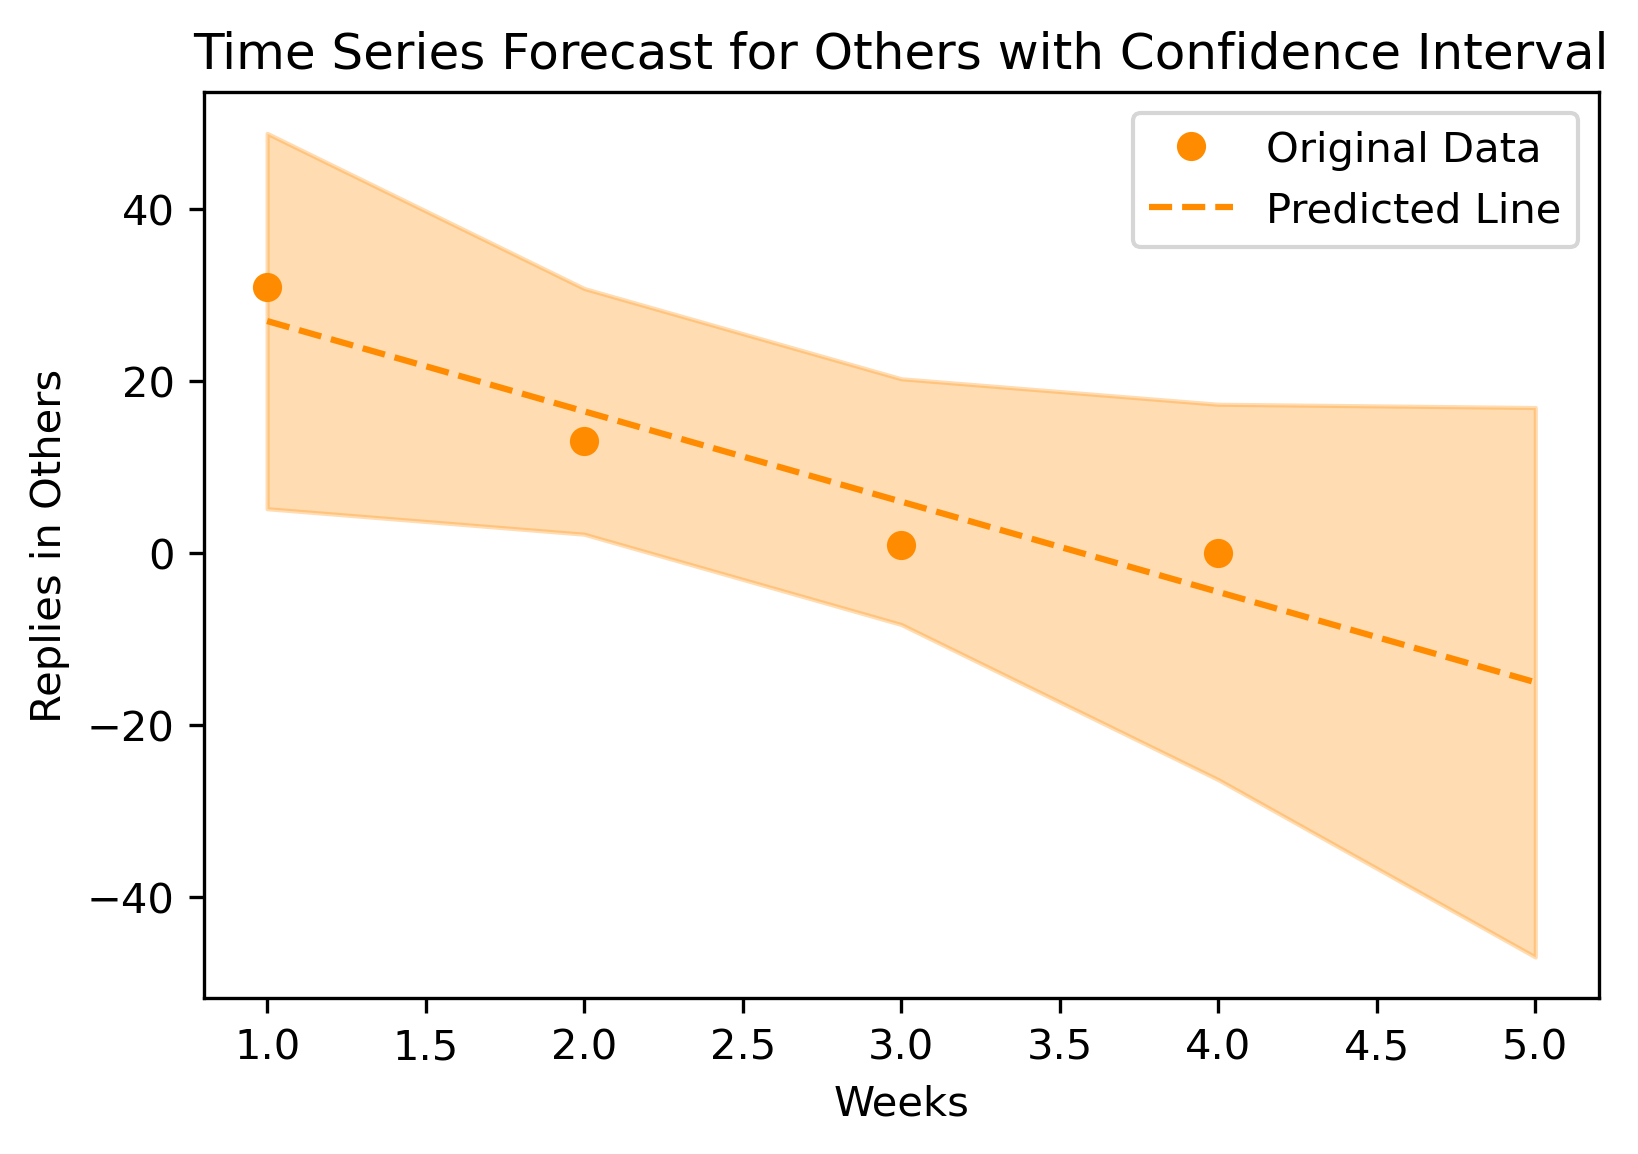 Time Series Forecast for Others with Confidence Interval
Original Data
Predicted Line
Replies in Others
40
20
0
−20
−40
1.0 1.5 2.0 2.5 3.0 3.5 4.0 4.5 5.0
Weeks